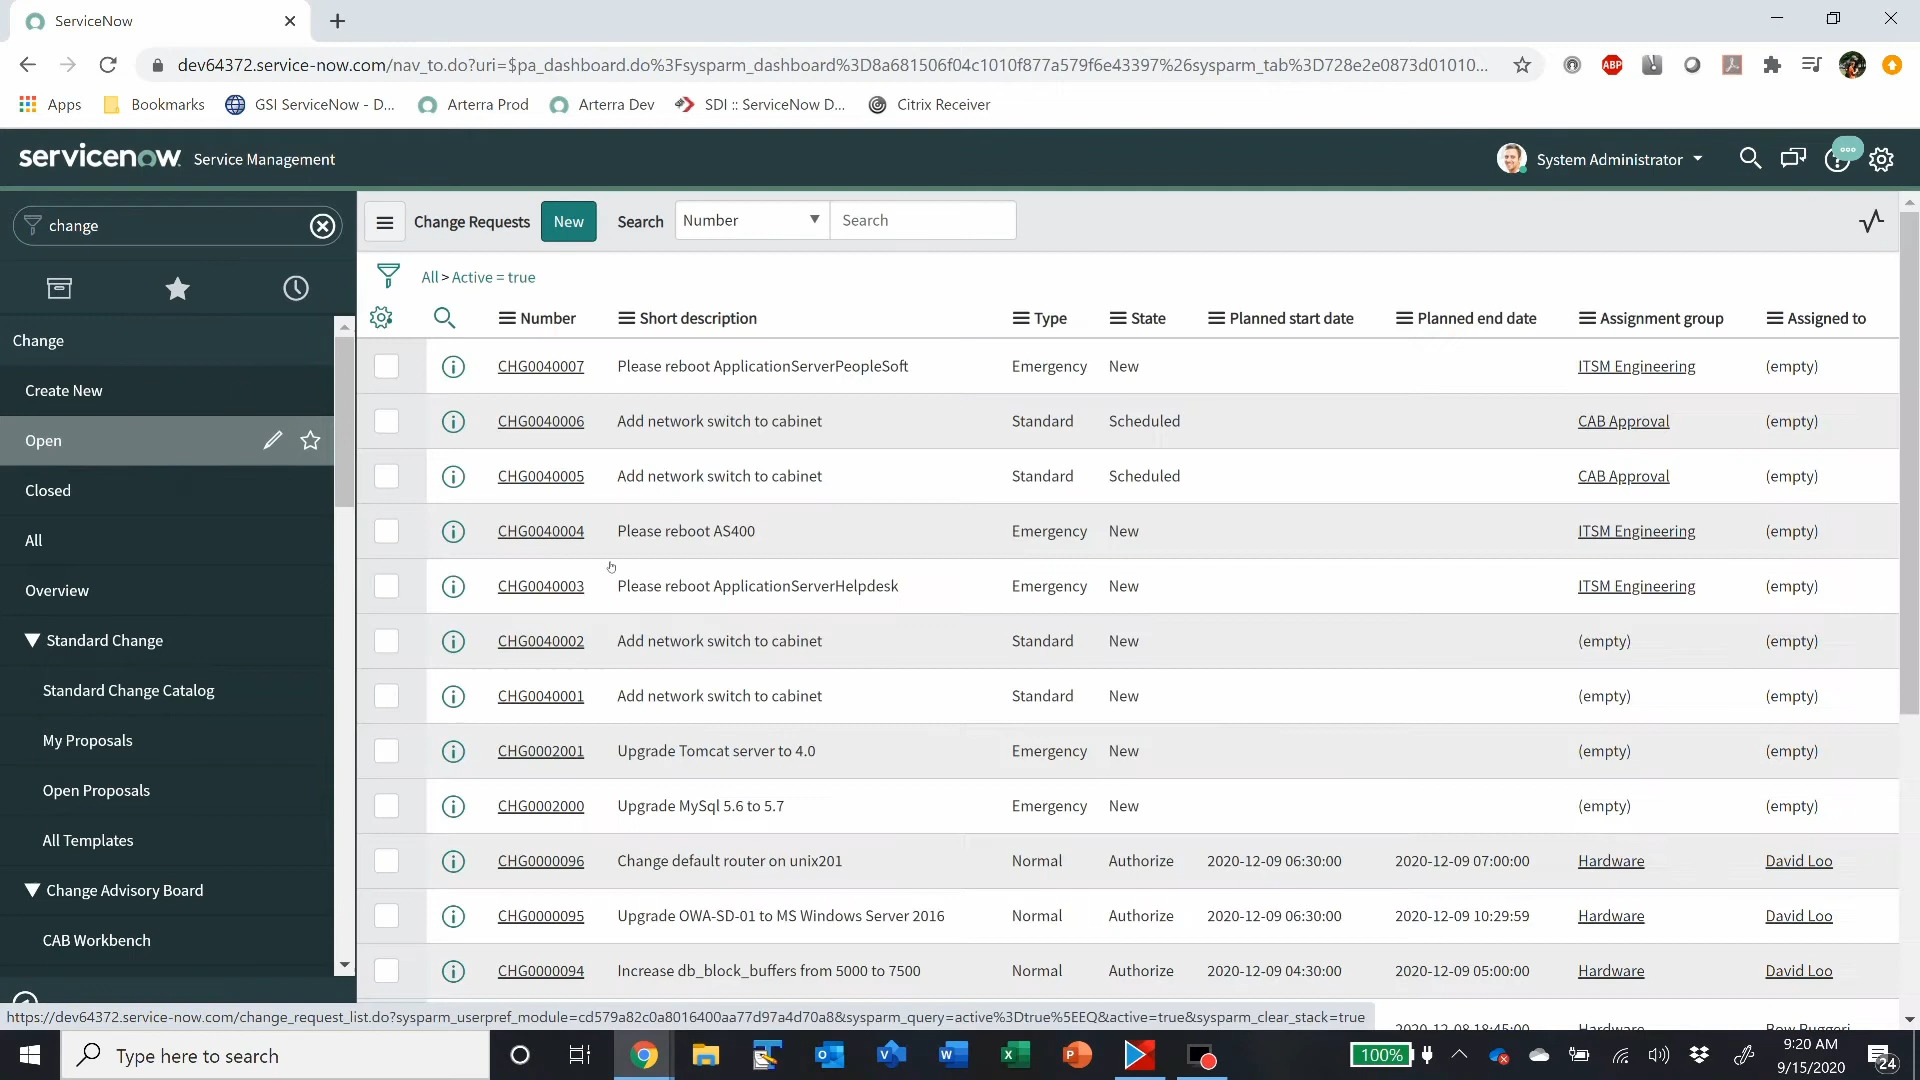 ServiceNow
dev64372.service-now.com/nav_to.do?uri=$pa_dashboard.do%3Fsysparm_dashboard%3D8a681506f04c1010f877a579f6e43397%26sysparm_tab%3D728e2e0873d01010...
ABP
Apps Bookmarks GSI ServiceNow - D... Arterra Prod Arterra Dev SDI :: ServiceNow D... Citrix Receiver
servicenow Service Management System Administrator
change
Change Requests New Search Number Search
All > Active = true
Number Short description Type State Planned start date Planned end date Assignment group Assigned to
Change
Create New
Open
Closed
All
Overview
Standard Change
Standard Change Catalog
My Proposals
Open Proposals
All Templates
Change Advisory Board
CAB Workbench
CHG0040007 Please reboot ApplicationServerPeopleSoft Emergency New ITSM Engineering (empty)
CHG0040006 Add network switch to cabinet Standard Scheduled CAB Approval (empty)
CHG0040005 Add network switch to cabinet Standard Scheduled CAB Approval (empty)
CHG0040004 Please reboot AS400 Emergency New ITSM Engineering (empty)
CHG0040003 Please reboot ApplicationServerHelpdesk Emergency New ITSM Engineering (empty)
CHG0040002 Add network switch to cabinet Standard New (empty) (empty)
CHG0040001 Add network switch to cabinet Standard New (empty) (empty)
CHG0002001 Upgrade Tomcat server to 4.0 Emergency New (empty) (empty)
CHG0002000 Upgrade MySql 5.6 to 5.7 Emergency New (empty) (empty)
CHG0000096 Change default router on unix201 Normal Authorize 2020-12-09 06:30:00 2020-12-09 07:00:00 Hardware David Loo
CHG0000095 Upgrade OWA-SD-01 to MS Windows Server 2016 Normal Authorize 2020-12-09 06:30:00 2020-12-09 10:29:59 Hardware David Loo
CHG0000094 Increase db_block_buffers from 5000 to 7500 Normal Authorize 2020-12-09 04:30:00 2020-12-09 05:00:00 Hardware David Loo
2020-12-08 18:45:00 Hardware Bow Ruggeri
https://dev64372.service-now.com/change_request_list.do?sysparm_userpref_module=cd579a82c0a8016400aa77d97a4d70a8&sysparm_query=active%3Dtrue%5EEQ&active=true&sysparm_clear_stack=true
Type here to search
100%
9:20 AM
9/15/2020
24